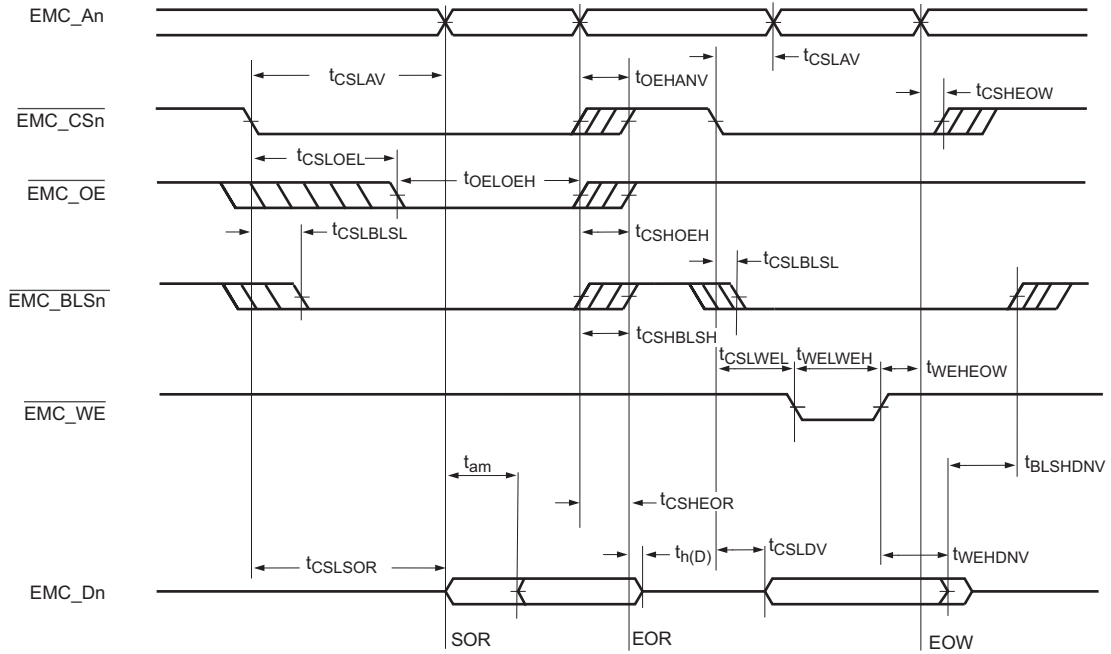 EMC_An
tCSLAV
tOEHANV
tCSLAV
tCSHEOW
EMC_CSn
tCSLOEL
tOELOEH
EMC_OE
tCSLBLSL
tCSHOEH
tCSLBLSL
EMC_BLSn
tCSHBLSH
tCSLWEL
tWELWEH
tWEHEOW
EMC_WE
tam
tBLSHDNV
tCSHEOR
tCSLSOR
th(D)
tCSLDV
tWEHDNV
EMC_Dn
SOR
EOR
EOW